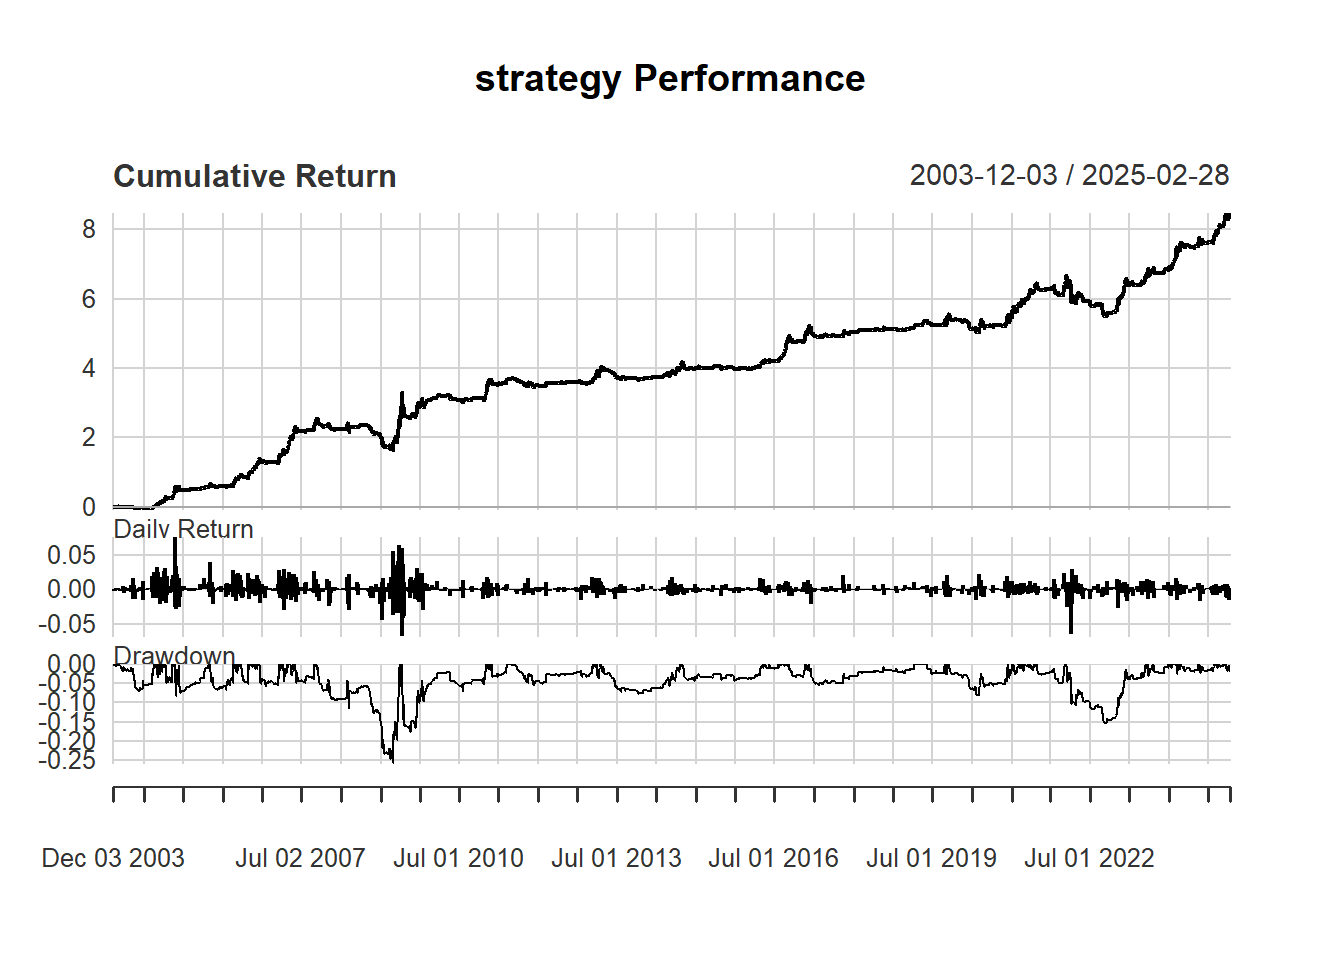 strategy Performance
Cumulative Return 2003-12-03 / 2025-02-28
8
6
4
2
0
Daily Return
0.05
0.00
-0.05
Drawdown
0.00
-0.05
-0.10
-0.15
-0.20
-0.25
Dec 03 2003 Jul 02 2007 Jul 01 2010 Jul 01 2013 Jul 01 2016 Jul 01 2019 Jul 01 2022